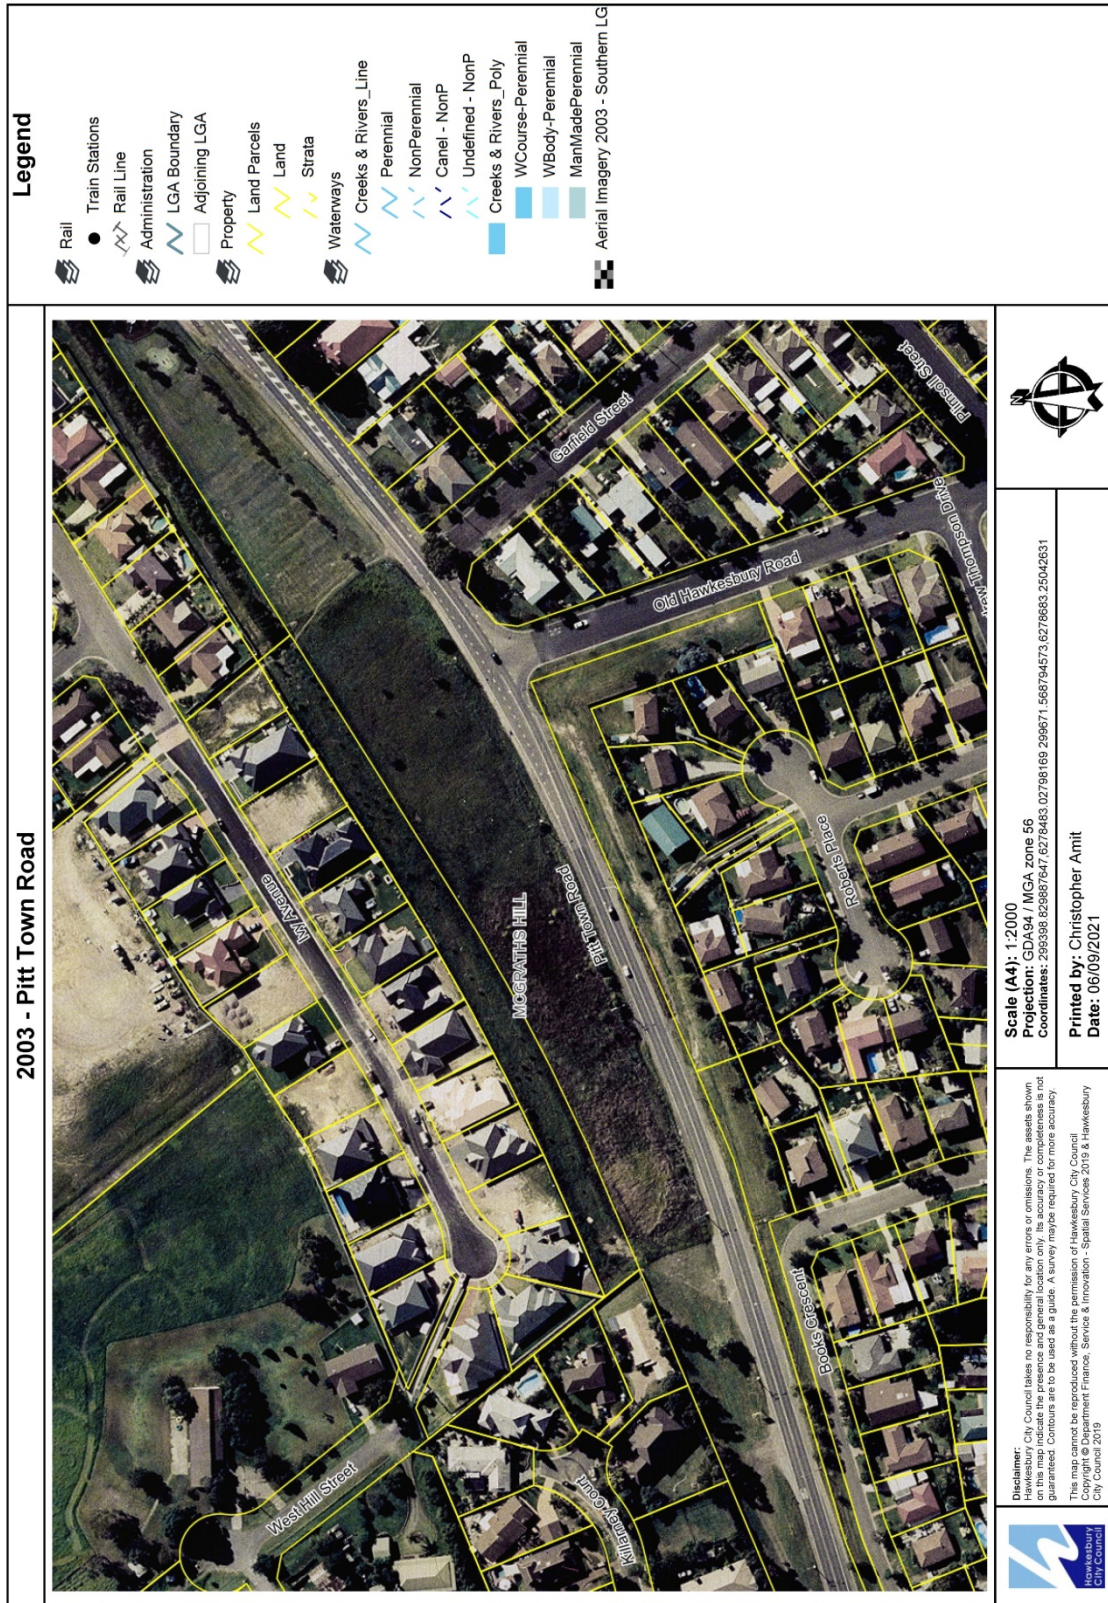 2003 - Pitt Town Road
Legend
Rail
Train Stations
Rail Line
Administration
LGA Boundary
Adjoining LGA
Property
Land Parcels
Land
Strata
Waterways
Creeks & Rivers_Line
Perennial
NonPerennial
Canel - NonP
Undefined - NonP
Creeks & Rivers_Poly
WCourse-Perennial
WBody-Perennial
ManMadePerennial
Aerial Imagery 2003 - Southern LG
Ivy Avenue
MCGRATHS HILL
Pitt Town Road
Garfield Street
Old Hawkesbury Road
Pimsoll Street
Thompson Drive
Roberts Place
Books Crescent
West Hill Street
Killarney Court
Hawkesbury
City Council
Disclaimer:
Hawkesbury City Council takes no responsibility for any errors or omissions. The assets shown
on this map indicate the presence and general location only. Its accuracy or completeness is not
guaranteed. Contours are to be used as a guide. A survey maybe required for more accuracy.
This map cannot be reproduced without the permission of Hawkesbury City Council
Copyright © Department Finance, Service & Innovation - Spatial Services 2019 & Hawkesbury
City Council 2019
Scale (A4): 1:2000
Projection: GDA94 / MGA zone 56
Coordinates: 299398.829887647,6278483.02798169 299671.568794573,6278683.25042631
Printed by: Christopher Amit
Date: 06/09/2021
N